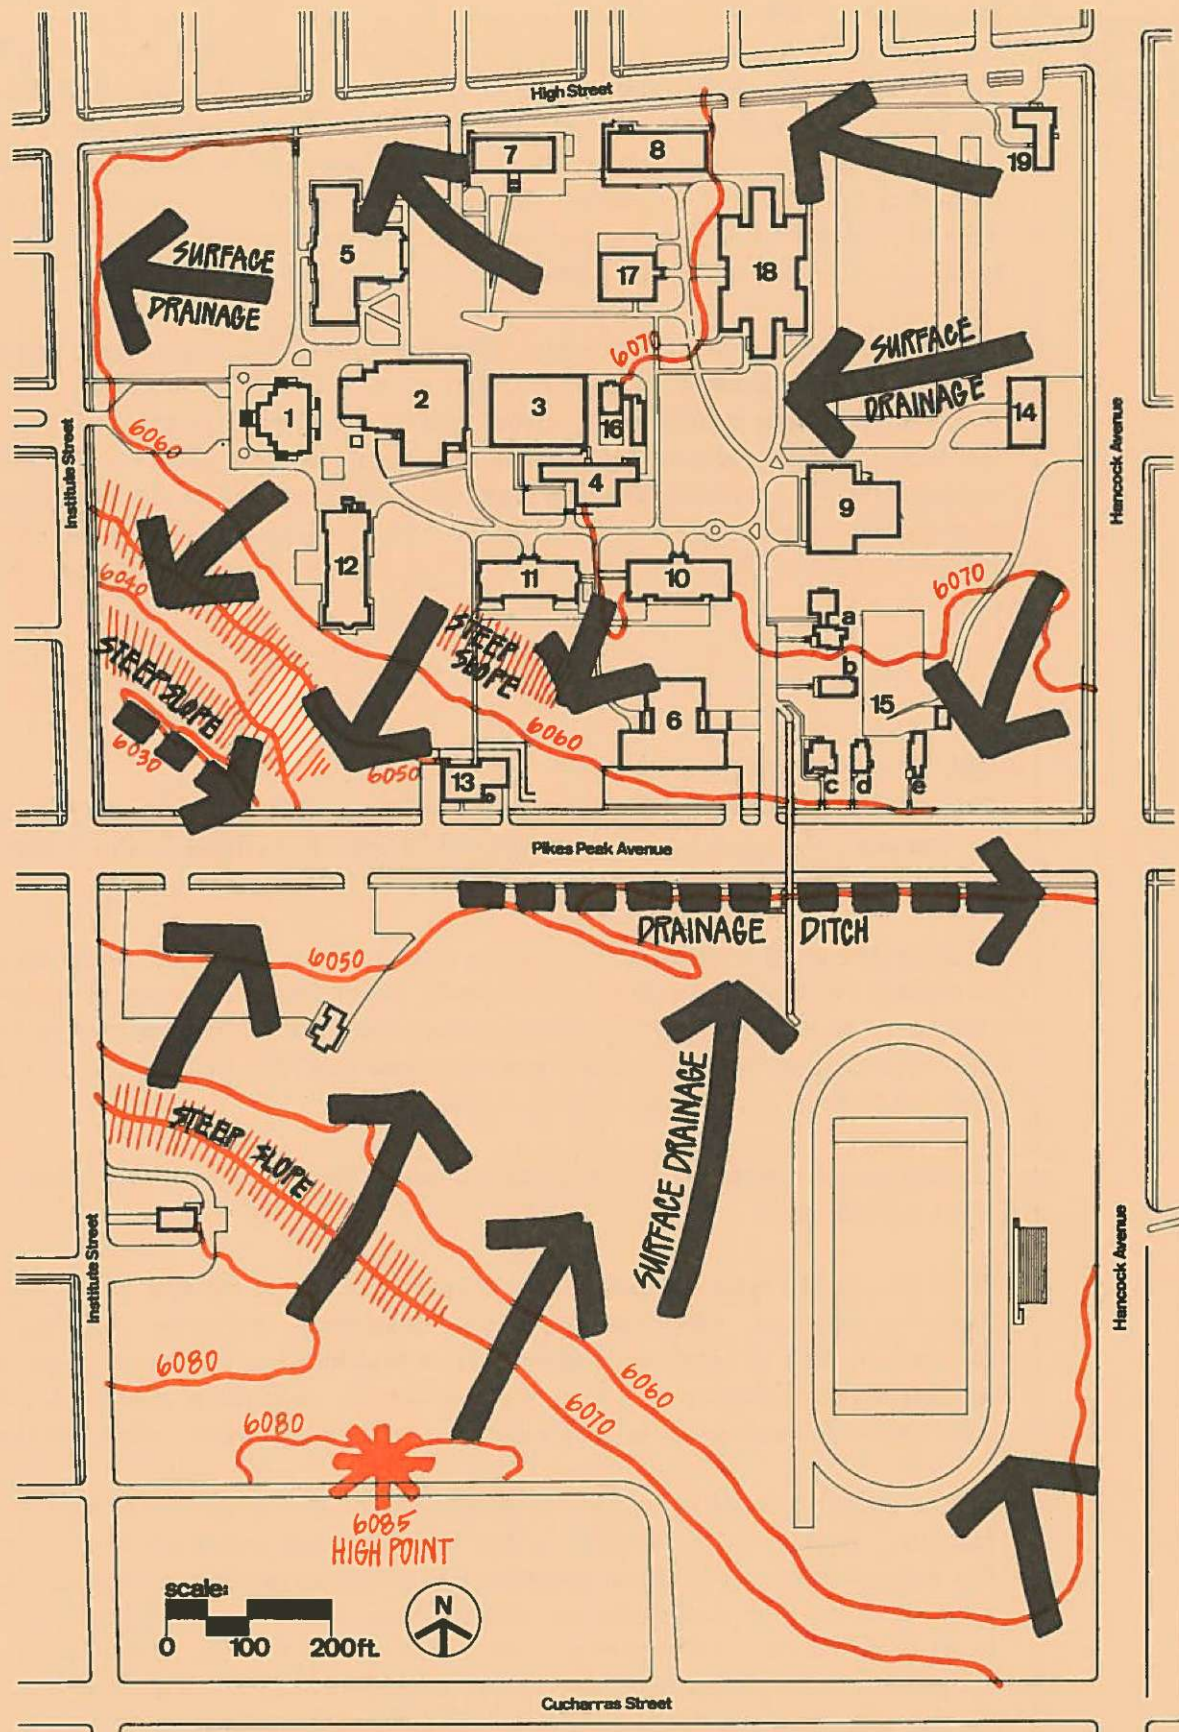 High Street
7
8
19
5
SURFACE
DRAINAGE
17
18
6070
SURFACE
DRAINAGE
1
2
3
16
14
6060
Institute Street
4
9
Hancock Avenue
12
11
10
6040
6070
a
STEEP
SLOPE
STEEP SLOPE
b
15
6
6030
6060
6050
13
c
d
e
Pikes Peak Avenue
DRAINAGE DITCH
6050
SURFACE DRAINAGE
STEEP SLOPE
Institute Street
Hancock Avenue
6080
6060
6070
6080
6085
HIGH POINT
scale:
0 100 200ft.
N
Cucharras Street